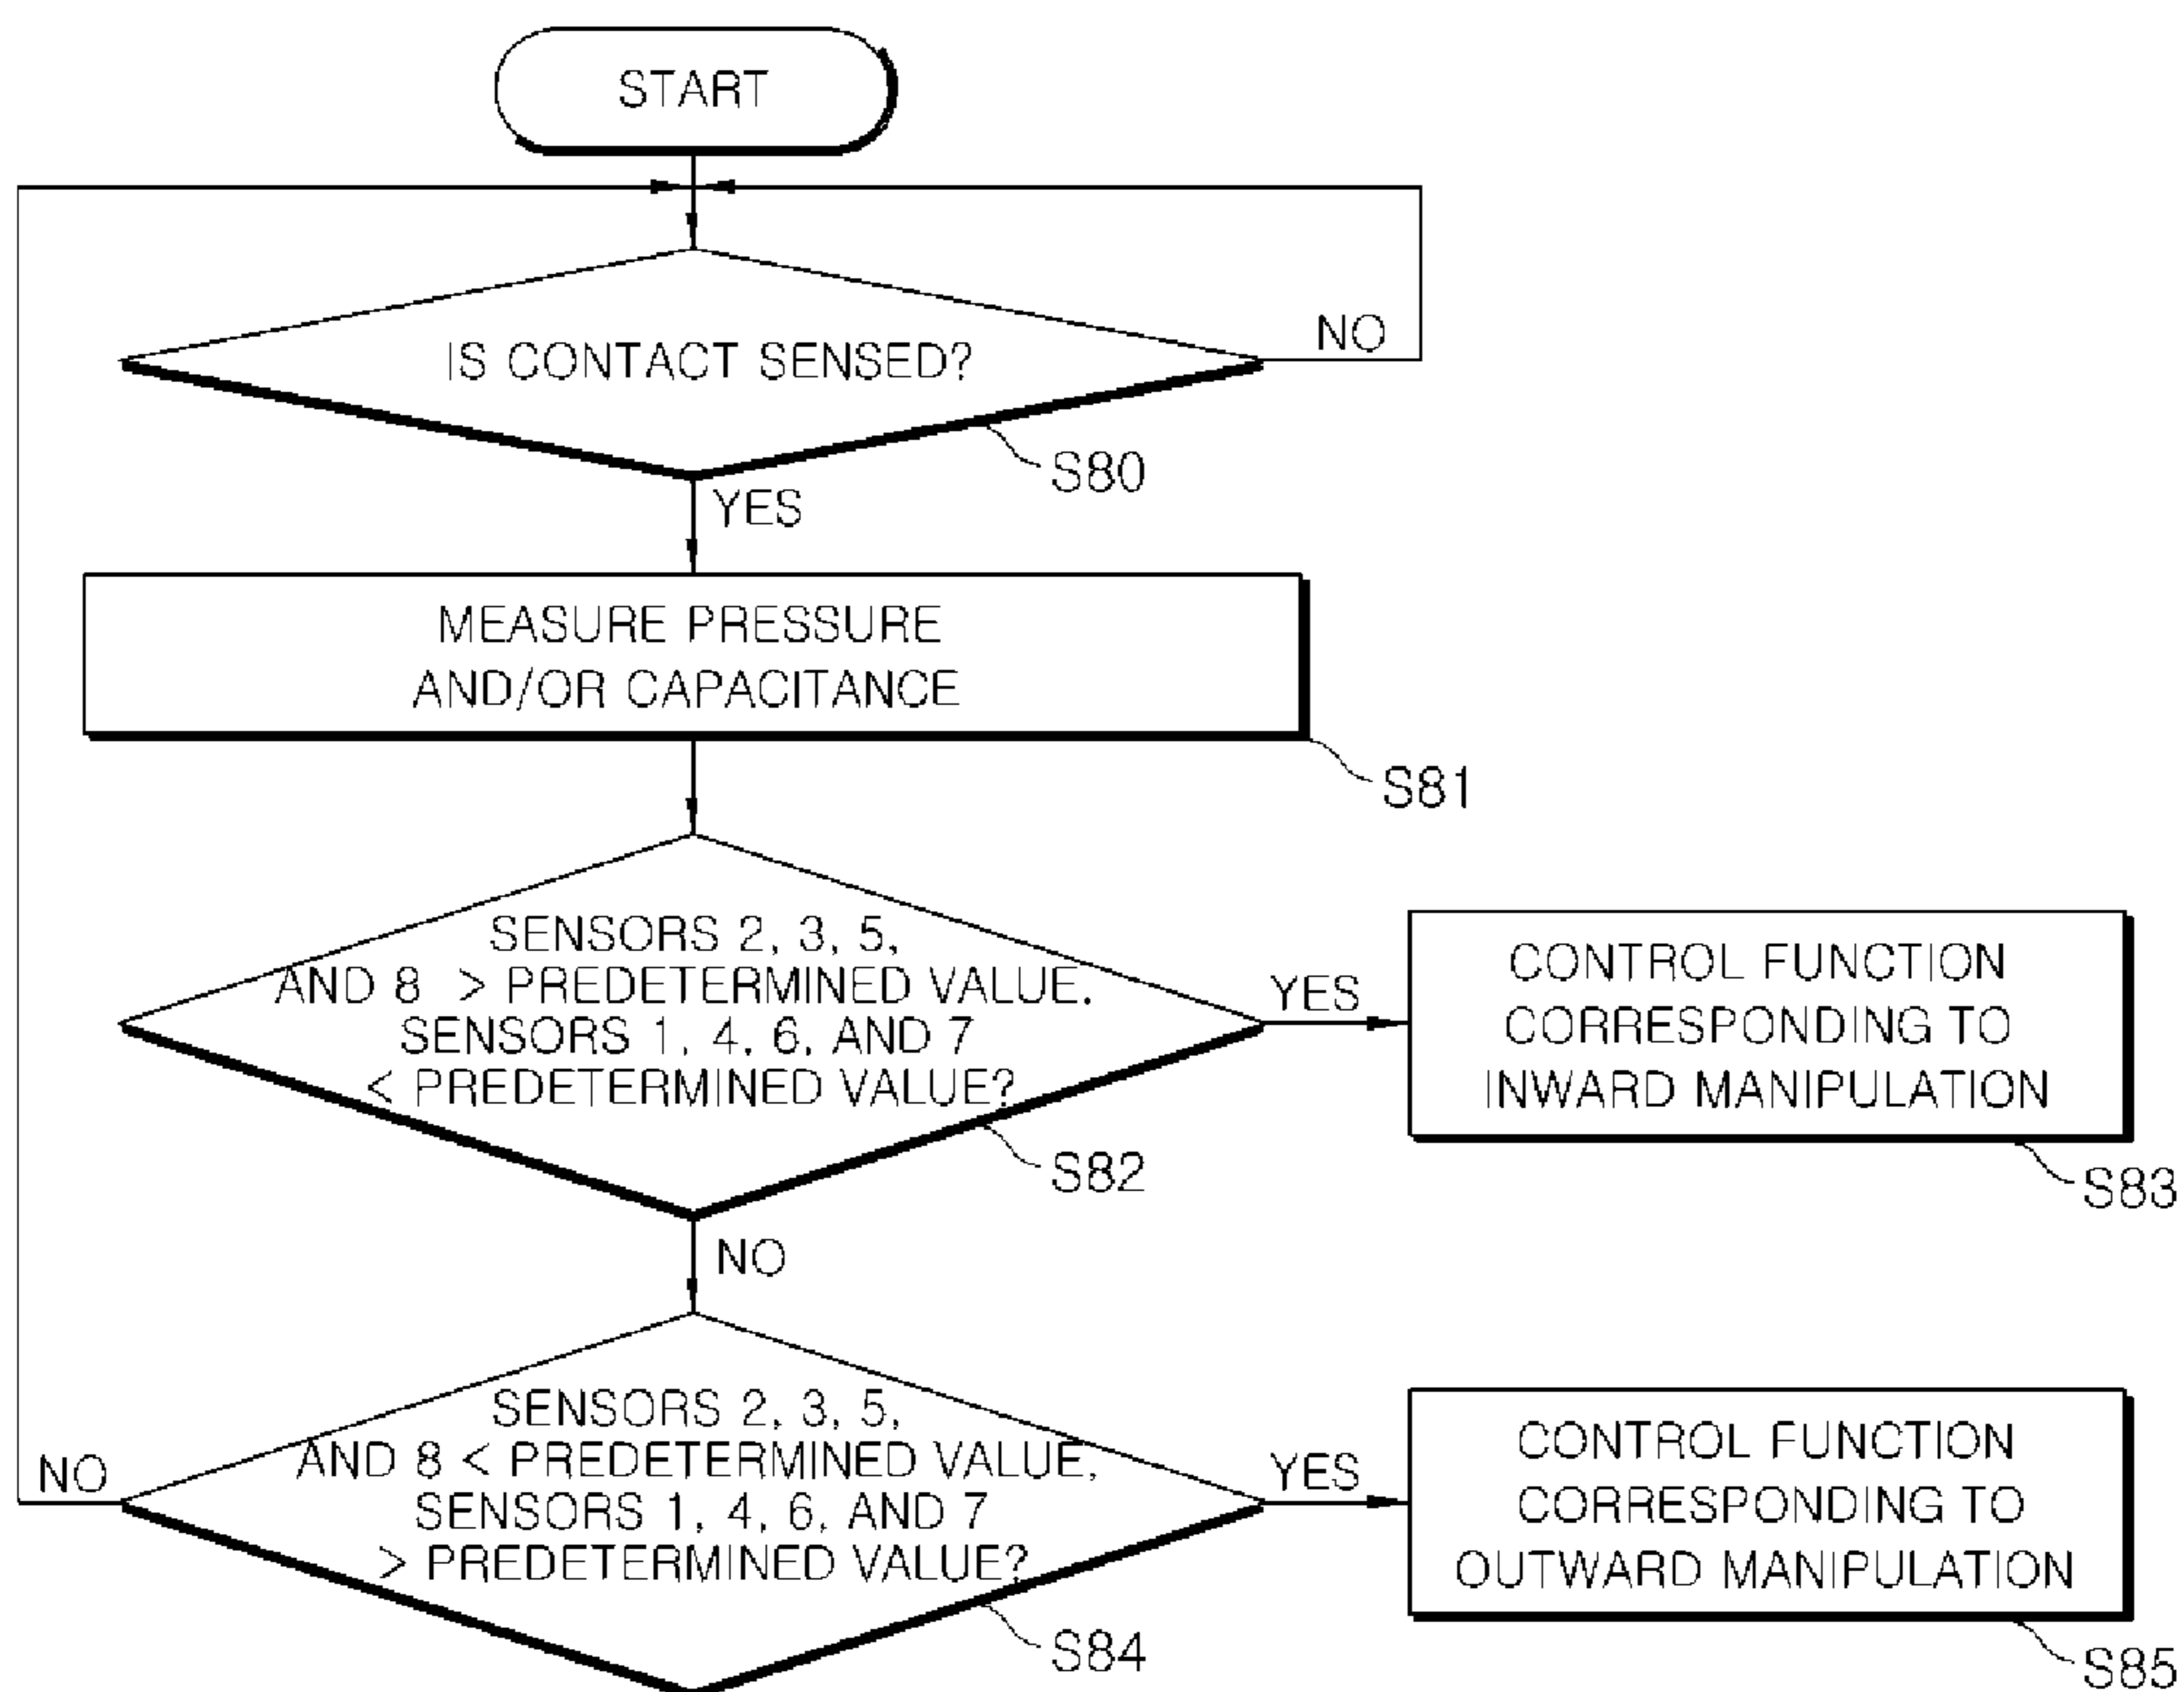 START
IS CONTACT SENSED?
NO
S80
YES
MEASURE PRESSURE
AND/OR CAPACITANCE
S81
SENSORS 2, 3, 5,
AND 8 > PREDETERMINED VALUE.
SENSORS 1, 4, 6, AND 7
< PREDETERMINED VALUE?
YES
S82
CONTROL FUNCTION
CORRESPONDING TO
INWARD MANIPULATION
S83
NO
SENSORS 2, 3, 5,
AND 8 < PREDETERMINED VALUE,
SENSORS 1, 4, 6, AND 7
> PREDETERMINED VALUE?
NO
YES
S84
CONTROL FUNCTION
CORRESPONDING TO
OUTWARD MANIPULATION
S85